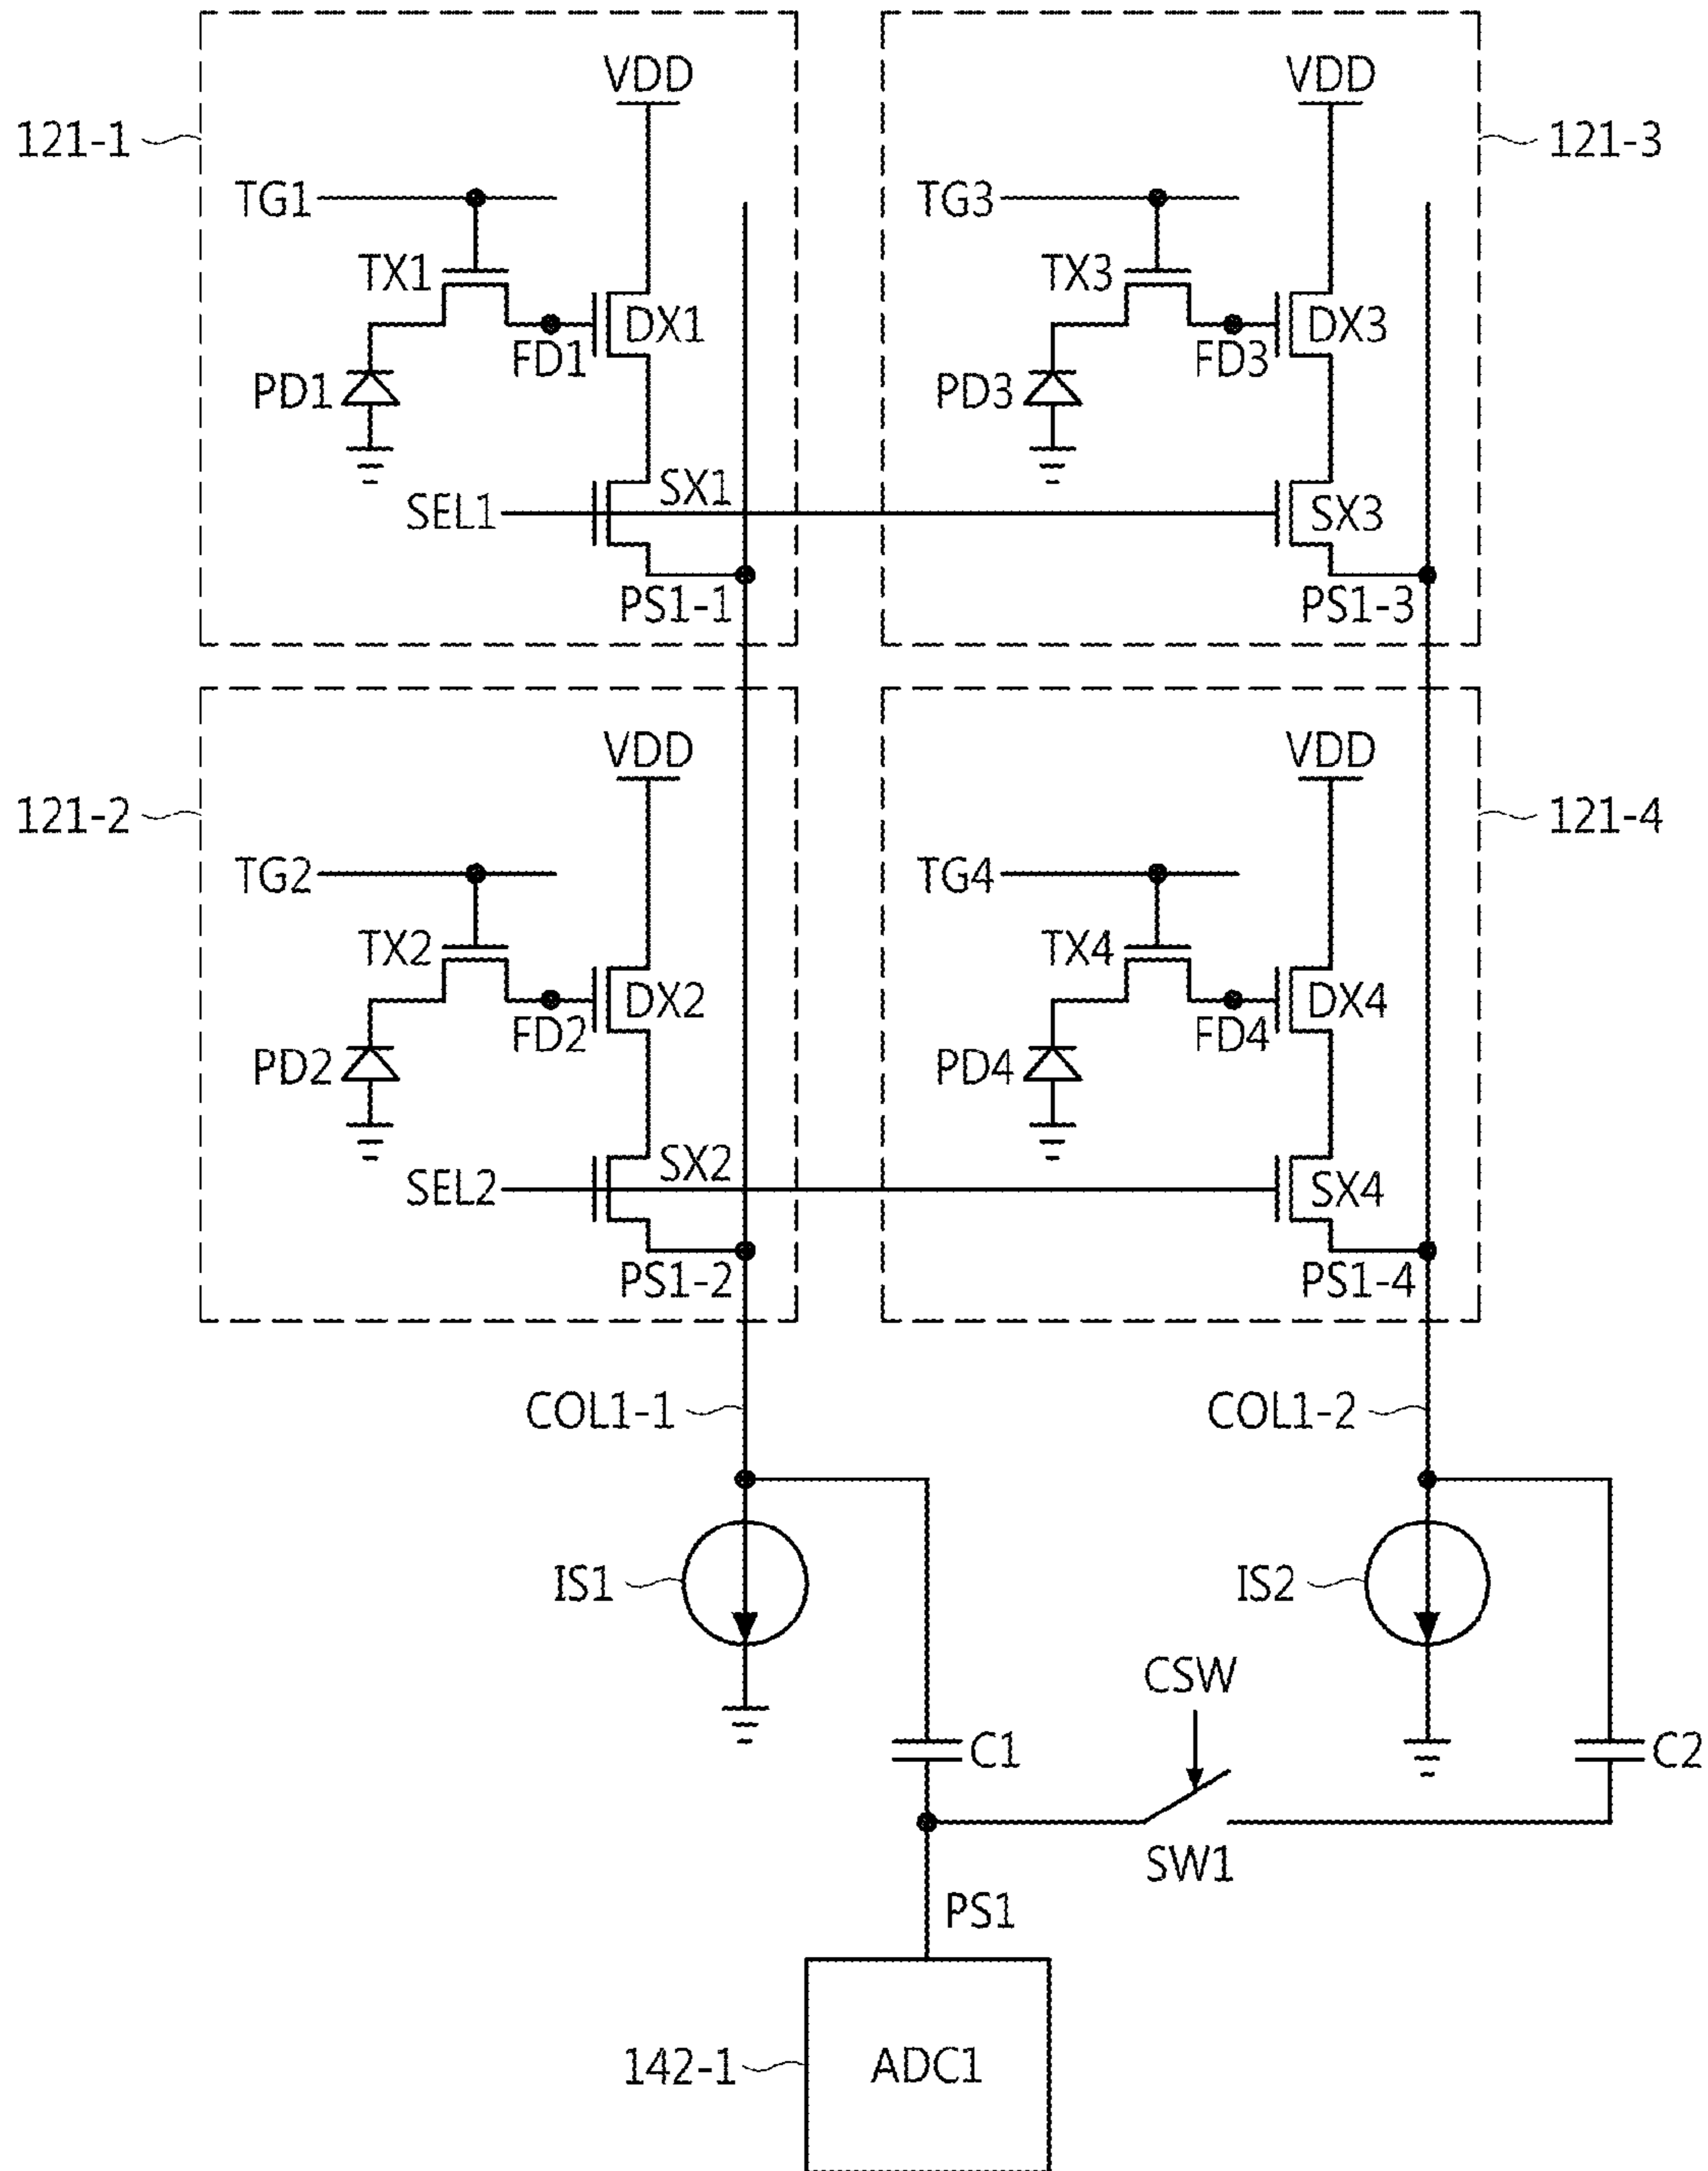 VDD
VDD
121-1
121-3
TG1
TG3
TX1
TX3
DX1
DX3
FD1
FD3
PD1
PD3
SX1
SEL1
SX3
PS1-1
PS1-3
VDD
VDD
121-2
121-4
TG2
TG4
TX2
TX4
DX2
DX4
FD2
FD4
PD2
PD4
SX2
SEL2
SX4
PS1-2
PS1-4
COL1-1
COL1-2
IS1
IS2
CSW
C1
C2
SW1
PS1
142-1
ADC1